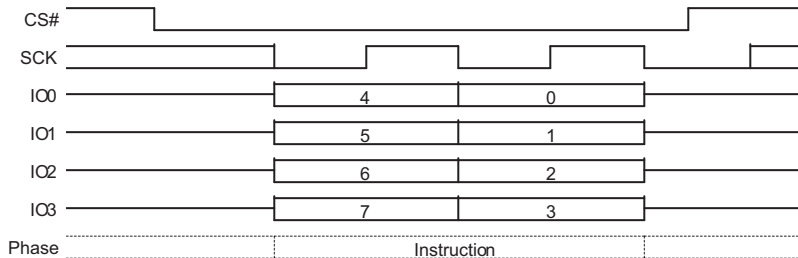 CS#
SCK
IO0 4 0
IO1 5 1
IO2 6 2
IO3 7 3
Phase Instruction